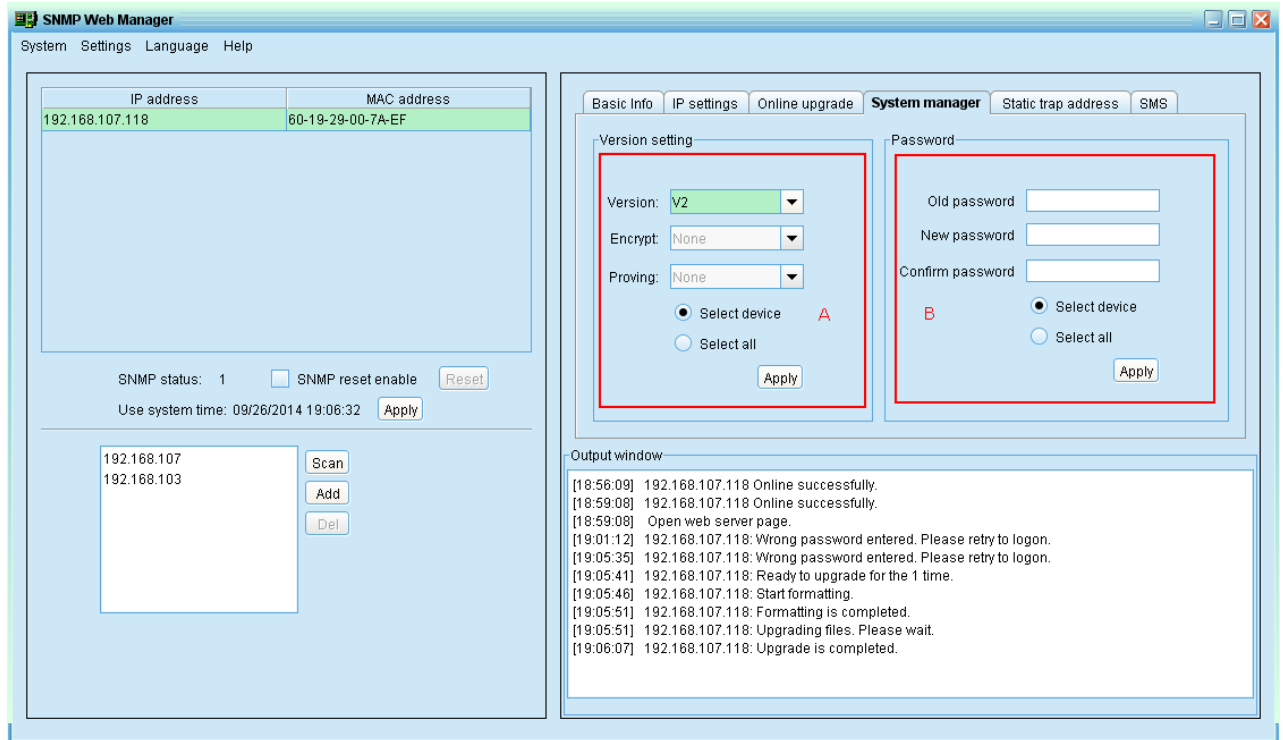 SNMP Web Manager
System Settings Language Help
IP address MAC address
192.168.107.118 60-19-29-00-7A-EF
SNMP status: 1 SNMP reset enable Reset
Use system time: 09/26/2014 19:06:32 Apply
192.168.107
192.168.103
Scan
Add
Del
Basic Info IP settings Online upgrade System manager Static trap address SMS
Version setting
Version: V2
Encrypt: None
Proving: None
Select device A
Select all
Apply
Password
Old password
New password
Confirm password
B Select device
Select all
Apply
Output window
[18:56:09] 192.168.107.118 Online successfully.
[18:59:08] 192.168.107.118 Online successfully.
[18:59:08] Open web server page.
[19:01:12] 192.168.107.118: Wrong password entered. Please retry to logon.
[19:05:35] 192.168.107.118: Wrong password entered. Please retry to logon.
[19:05:41] 192.168.107.118: Ready to upgrade for the 1 time.
[19:05:46] 192.168.107.118: Start formatting.
[19:05:51] 192.168.107.118: Formatting is completed.
[19:05:51] 192.168.107.118: Upgrading files. Please wait.
[19:06:07] 192.168.107.118: Upgrade is completed.